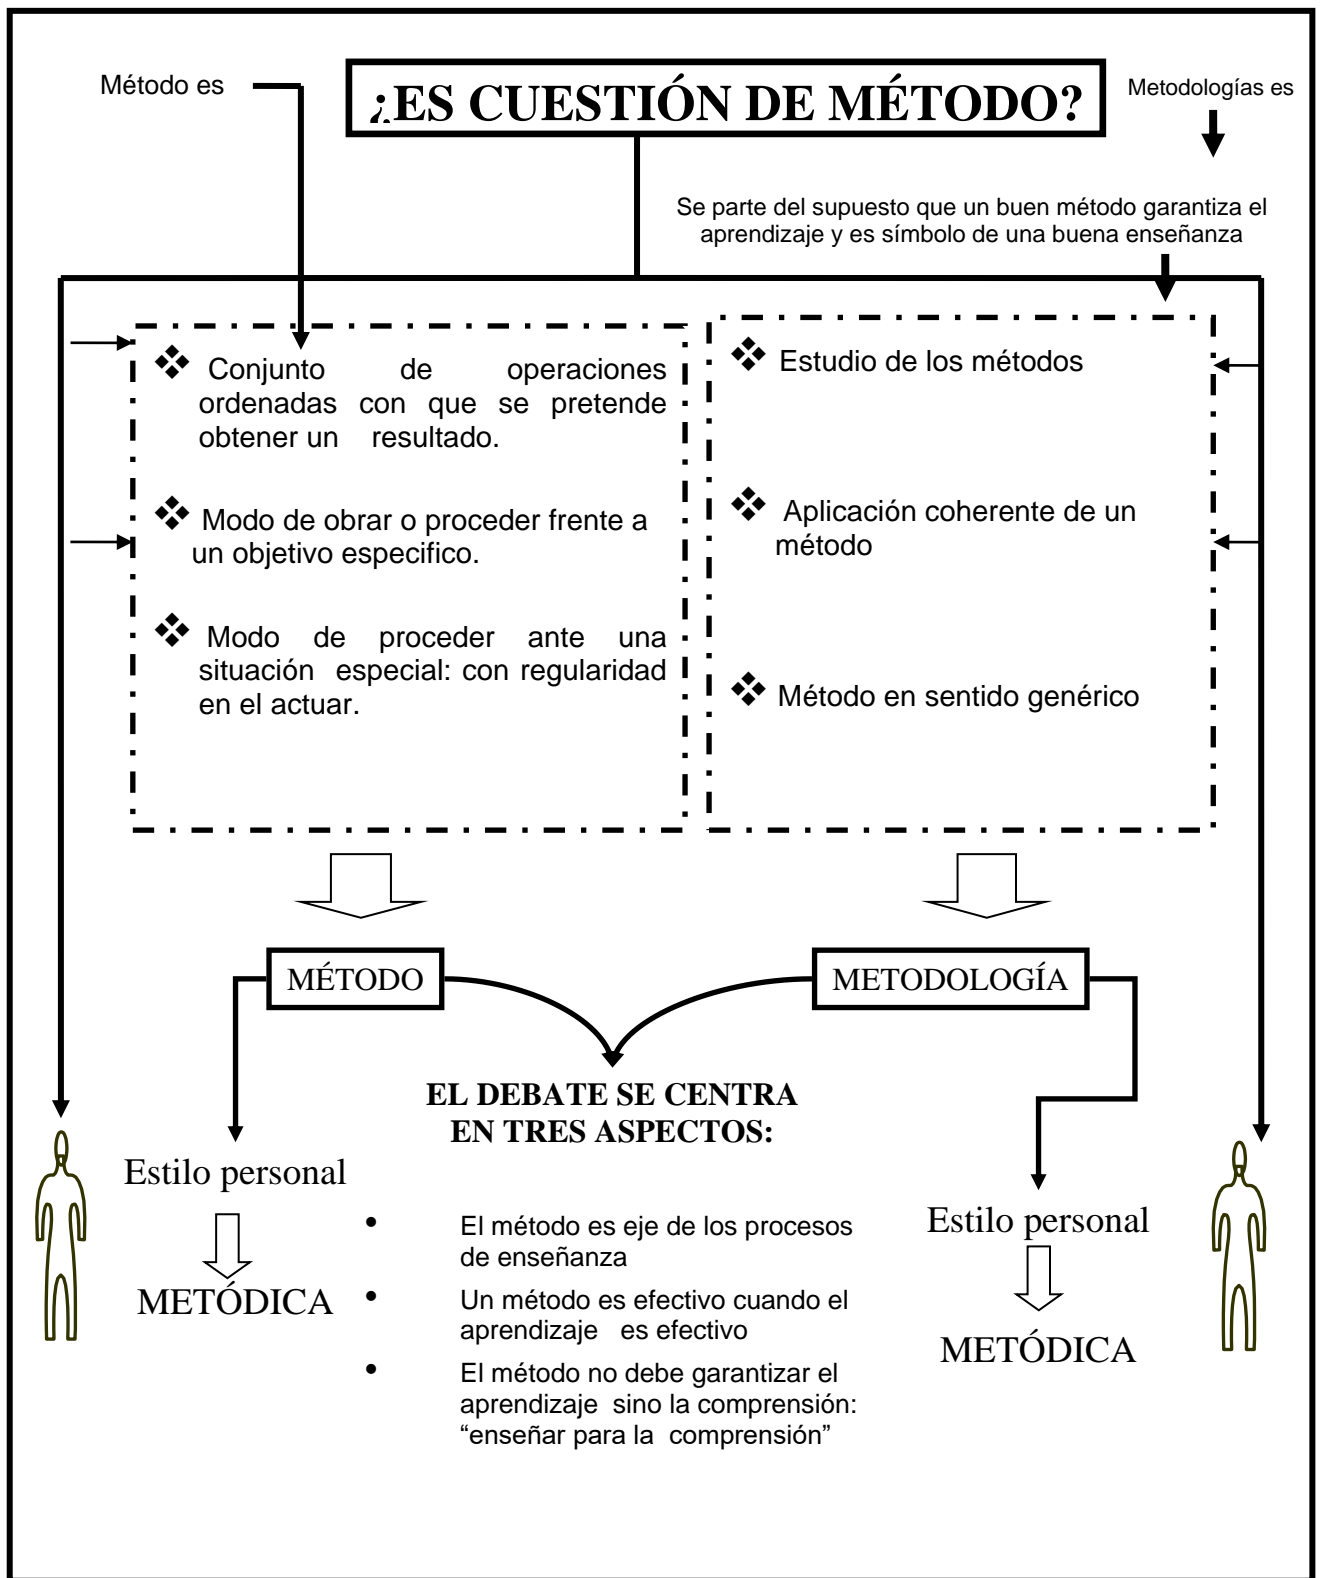 Método es
¿ES CUESTIÓN DE MÉTODO?
Metodologías es
Se parte del supuesto que un buen método garantiza el
aprendizaje y es símbolo de una buena enseñanza
❖ Conjunto de operaciones
ordenadas con que se pretende
obtener un resultado.
❖ Modo de obrar o proceder frente a
un objetivo especifico.
❖ Modo de proceder ante una
situación especial: con regularidad
en el actuar.
❖ Estudio de los métodos
❖ Aplicación coherente de un
método
❖ Método en sentido genérico
MÉTODO
METODOLOGÍA
EL DEBATE SE CENTRA
EN TRES ASPECTOS:
Estilo personal
METÓDICA
• El método es eje de los procesos
de enseñanza
• Un método es efectivo cuando el
aprendizaje es efectivo
• El método no debe garantizar el
aprendizaje sino la comprensión:
“enseñar para la comprensión”
Estilo personal
METÓDICA